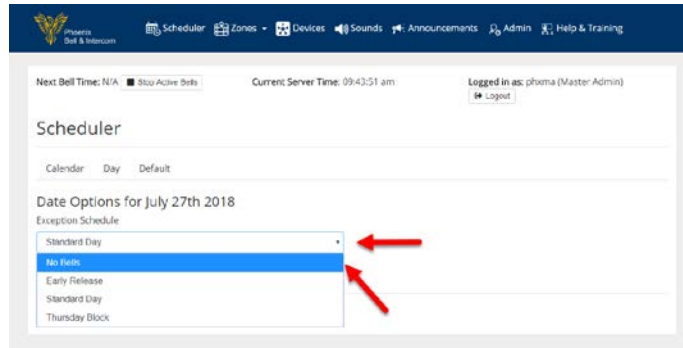 Phoenix
Bell & Intercom
Scheduler Zones Devices Sounds Announcements Admin Help & Training
Next Bell Time: N/A Stop Active Bells Current Server Time: 09:43:51 am Logged in as: phxma (Master Admin)
Logout
Scheduler
Calendar Day Default
Date Options for July 27th 2018
Exception Schedule
Standard Day
No Bells
Early Release
Standard Day
Thursday Block